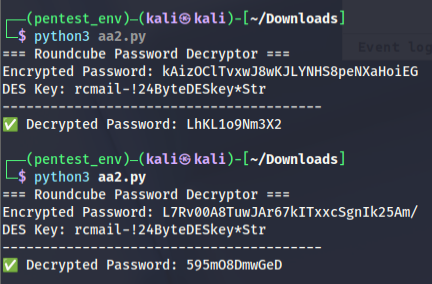 Event log
(pentest_env)─(kali㉿kali)-[~/Downloads]
$ python3 aa2.py
=== Roundcube Password Decryptor ===
Encrypted Password: kAizOClTvxwJ8wKJLYNHS8peNXaHoiEG
DES Key: rcmail-!24ByteDESkey*Str
----------------------------------------
✅ Decrypted Password: LhKL1o9Nm3X2
(pentest_env)─(kali㉿kali)-[~/Downloads]
$ python3 aa2.py
=== Roundcube Password Decryptor ===
Encrypted Password: L7Rv00A8TuwJAr67kITxxcSgnIk25Am/
DES Key: rcmail-!24ByteDESkey*Str
----------------------------------------
✅ Decrypted Password: 595mO8DmwGeD